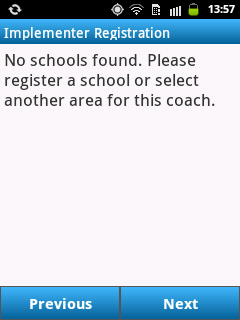 13:57
Implementer Registration
No schools found. Please
register a school or select
another area for this coach.
Previous Next